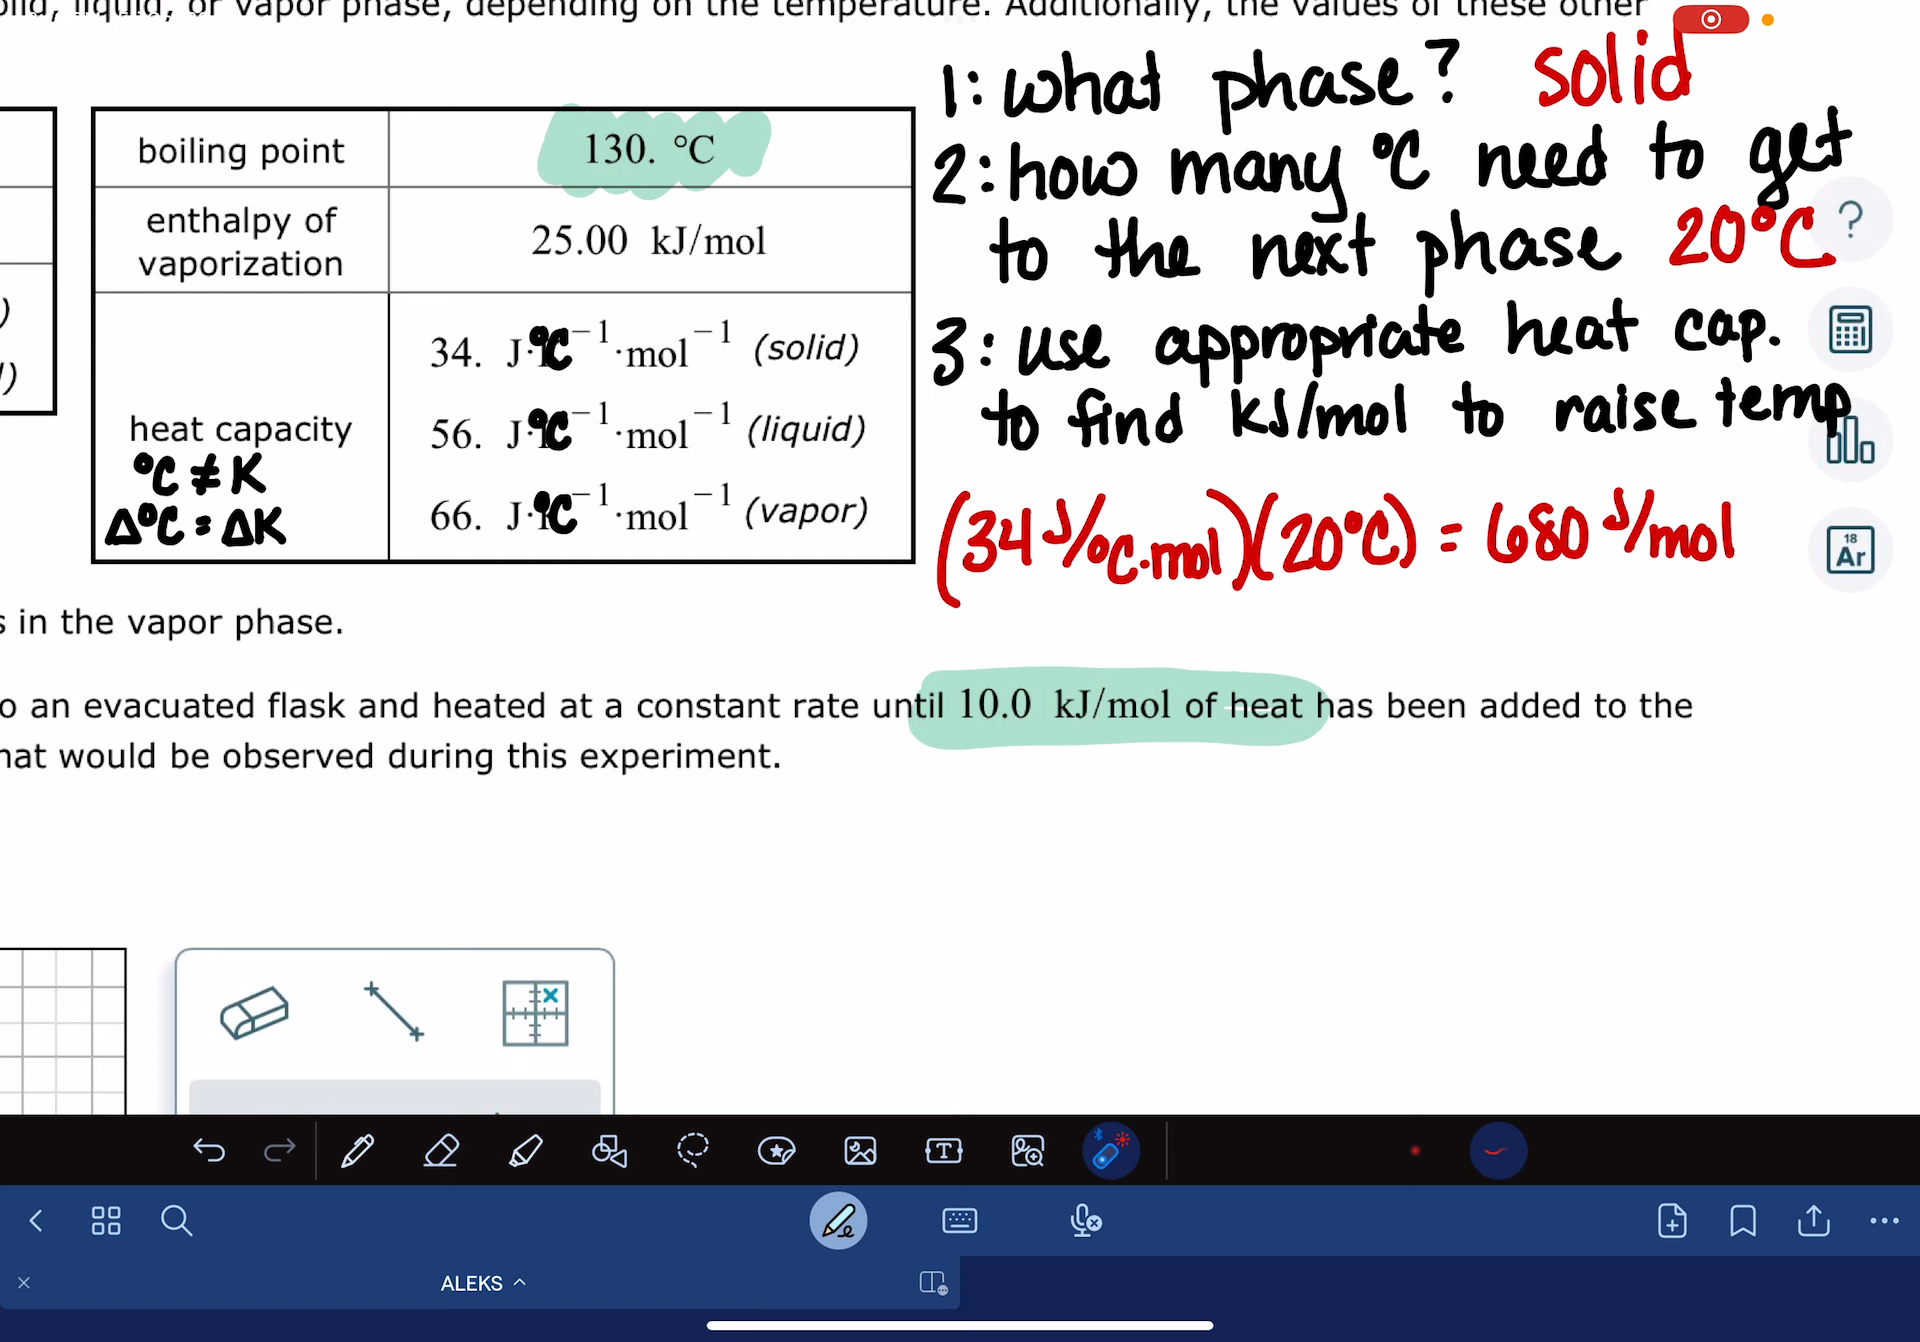 solid, liquid, or vapor phase, depending on the temperature. Additionally, the values of these other
1: what phase? solid
2: how many °C need to get
to the next phase 20°C
3: use appropriate heat cap.
to find kJ/mol to raise temp
(34 J/°C·mol)(20°C) = 680 J/mol
boiling point 130. °C
enthalpy of
vaporization
25.00 kJ/mol
heat capacity
°C ≠ K
Δ°C = ΔK
34. J·°C⁻¹·mol⁻¹ (solid)
56. J·°C⁻¹·mol⁻¹ (liquid)
66. J·°C⁻¹·mol⁻¹ (vapor)
)
l)
?
18
Ar
s in the vapor phase.
o an evacuated flask and heated at a constant rate until 10.0 kJ/mol of heat has been added to the
hat would be observed during this experiment.
T
ALEKS